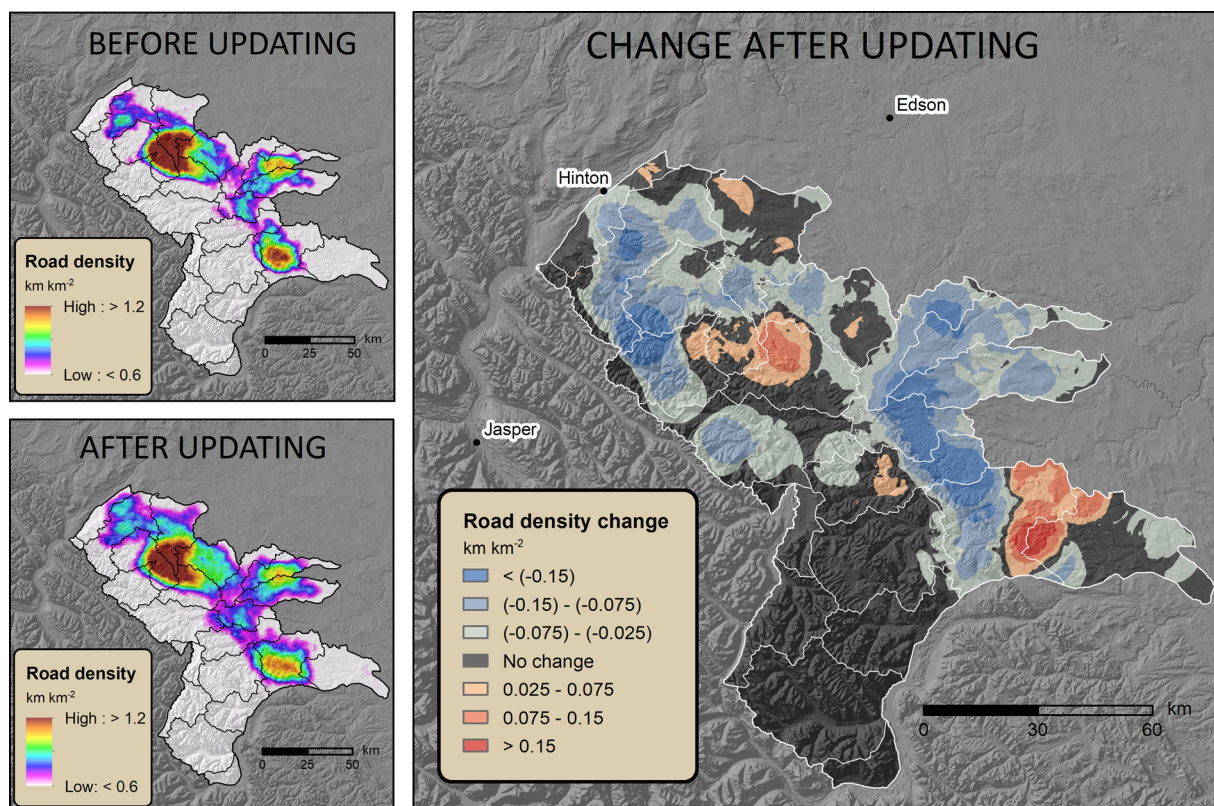 BEFORE UPDATING
Road density
km km-2
High : > 1.2
Low : < 0.6
0 25 50 km
AFTER UPDATING
Road density
km km-2
High : > 1.2
Low: < 0.6
0 25 50 km
CHANGE AFTER UPDATING
Edson
Hinton
Jasper
Road density change
km km-2
< (-0.15)
(-0.15) - (-0.075)
(-0.075) - (-0.025)
No change
0.025 - 0.075
0.075 - 0.15
> 0.15
0 30 60 km